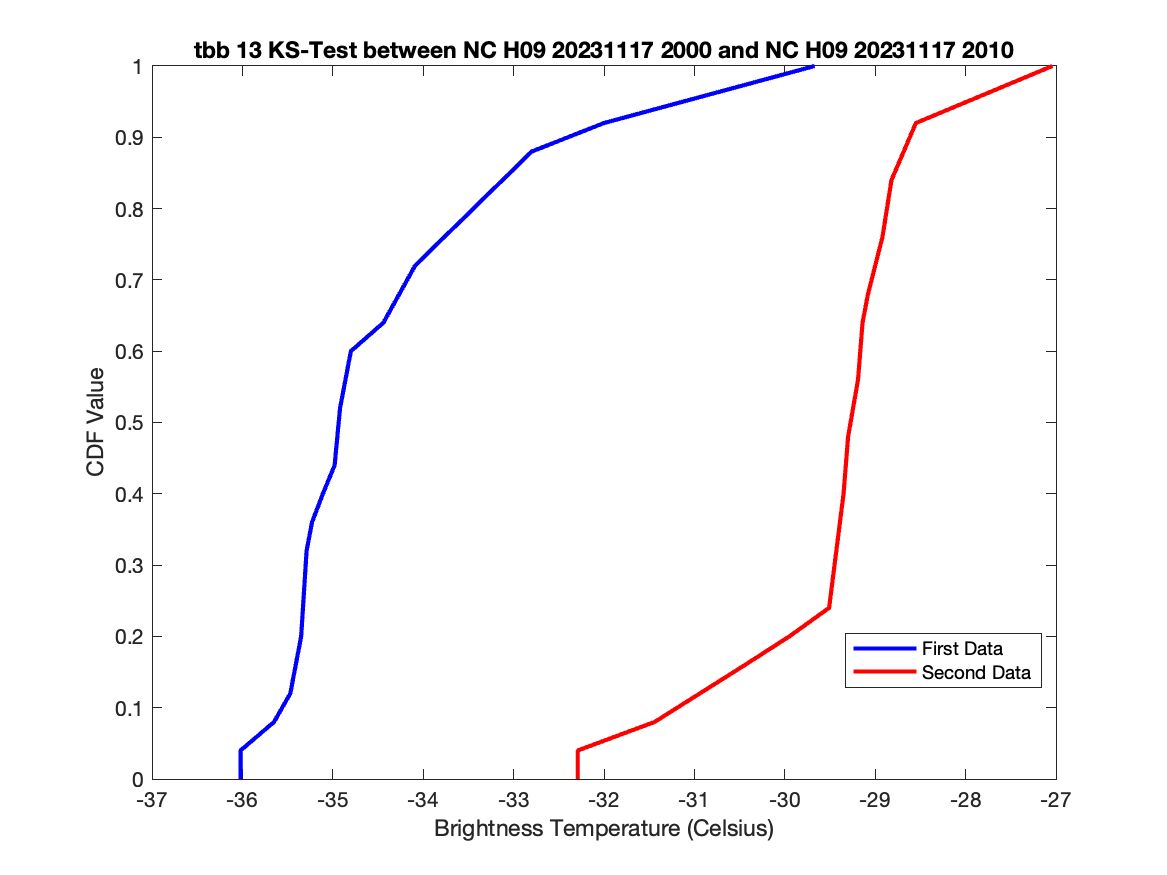 tbb 13 KS-Test between NC H09 20231117 2000 and NC H09 20231117 2010
1
0.9
0.8
0.7
0.6
0.5
0.4
0.3
0.2
0.1
0
CDF Value
First Data
Second Data
-37 -36 -35 -34 -33 -32 -31 -30 -29 -28 -27
Brightness Temperature (Celsius)